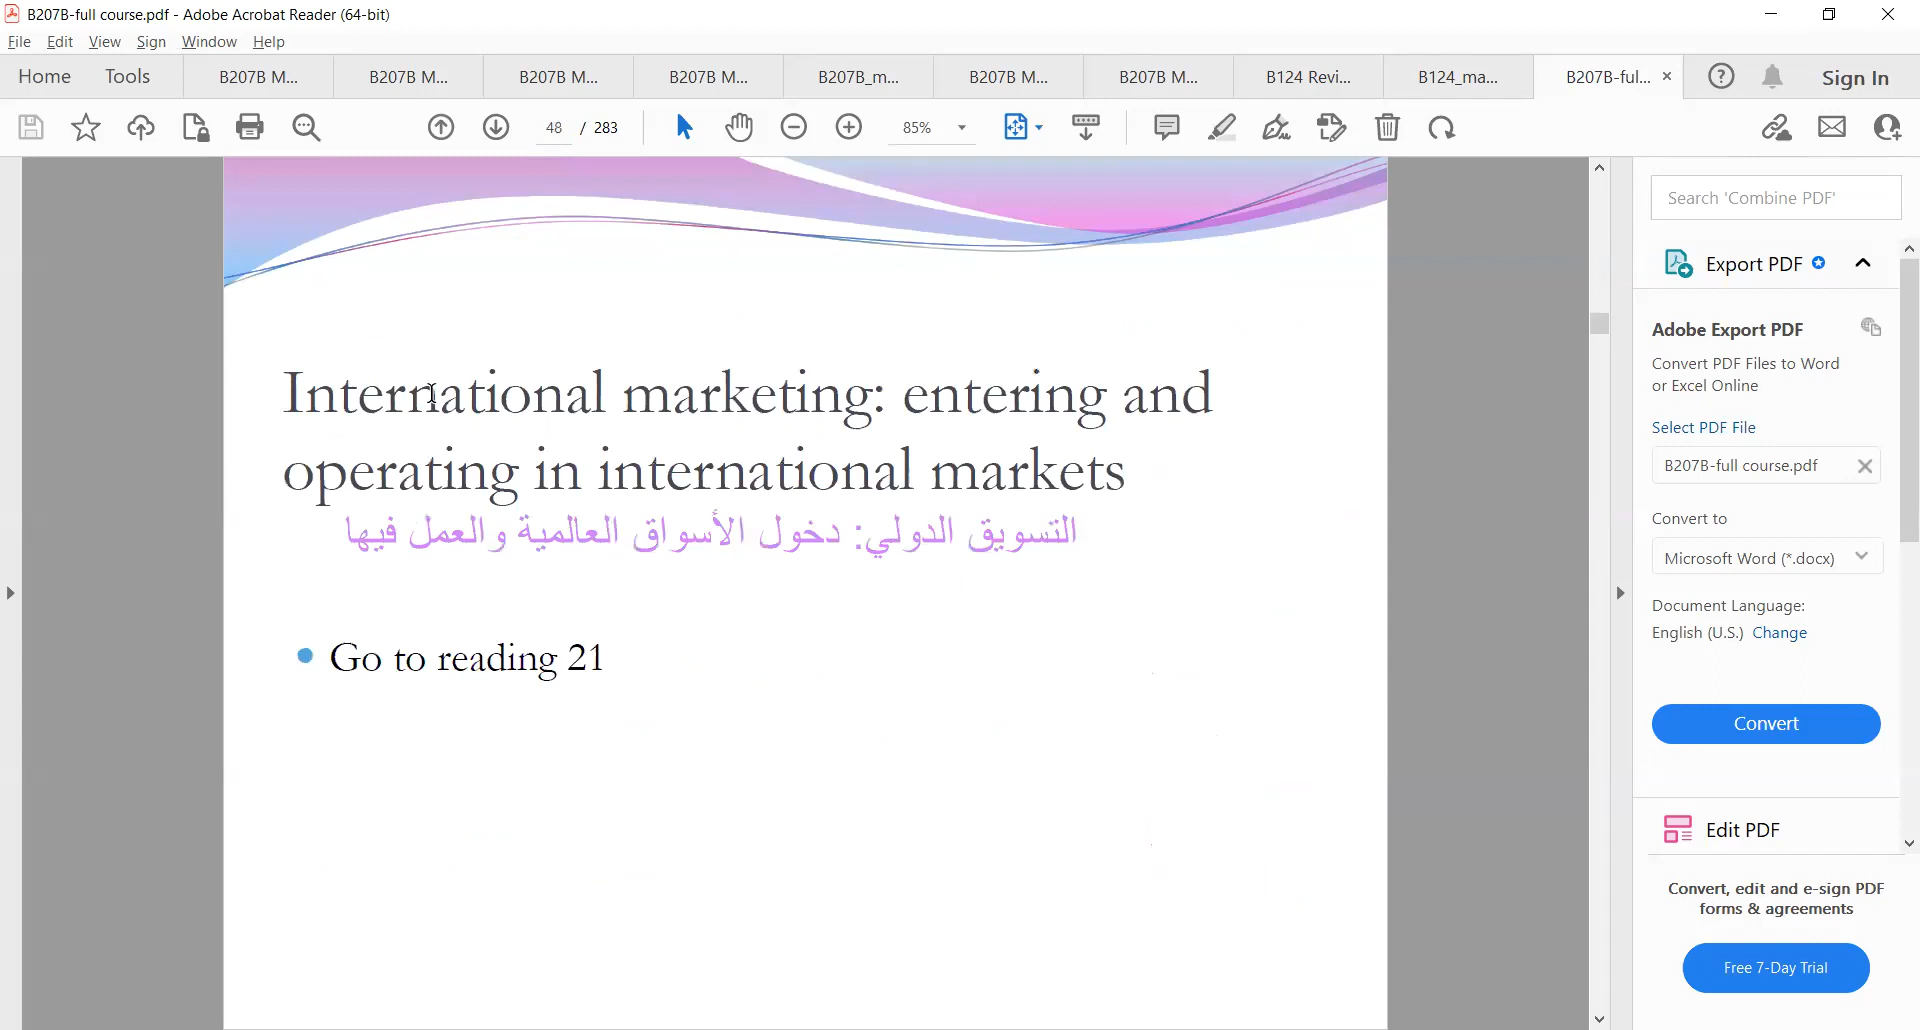 B207B-full course.pdf - Adobe Acrobat Reader (64-bit)
File Edit View Sign Window Help
Home Tools B207B M... B207B M... B207B M... B207B M... B207B_m... B207B M... B207B M... B124 Revi... B124_ma... B207B-ful... Sign In
48 / 283 85%
International marketing: entering and
operating in international markets
التسويق الدولي: دخول الأسواق العالمية والعمل فيها
Go to reading 21
Search 'Combine PDF'
Export PDF
Adobe Export PDF
Convert PDF Files to Word
or Excel Online
Select PDF File
B207B-full course.pdf
Convert to
Microsoft Word (*.docx)
Document Language:
English (U.S.) Change
Convert
Edit PDF
Convert, edit and e-sign PDF
forms & agreements
Free 7-Day Trial